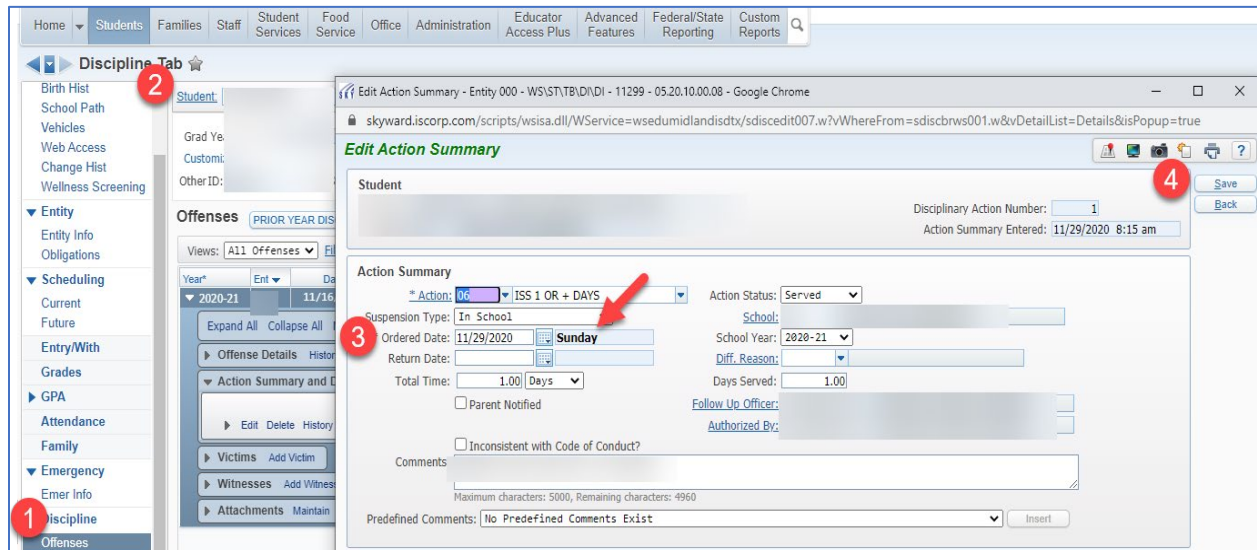 Home Students Families Staff Student Services Food Service Office Administration Educator Access Plus Advanced Features Federal/State Reporting Custom Reports
Discipline Tab
2
Birth Hist
School Path
Vehicles
Web Access
Change Hist
Wellness Screening
Entity
Entity Info
Obligations
Scheduling
Current
Future
Entry/With
Grades
GPA
Attendance
Family
Emergency
Emer Info
1
Discipline
Offenses
Student:
Grad Ye
Customi
Other ID:
Offenses PRIOR YEAR DIS
Views: All Offenses Fil
Year* Ent Da
2020-21 11/16
Expand All Collapse All
Offense Details Histor
Action Summary and D
Edit Delete History
Victims Add Victim
Witnesses Add Witnes
Attachments Maintain
Edit Action Summary - Entity 000 - WS\ST\TB\DI\DI - 11299 - 05.20.10.00.08 - Google Chrome
skyward.iscorp.com/scripts/wsisa.dll/WService=wsedumidlandisdtx/sdiscedit007.w?vWhereFrom=sdiscbrws001.w&vDetailList=Details&isPopup=true
Edit Action Summary
?
4
Save
Back
Student
Disciplinary Action Number: 1
Action Summary Entered: 11/29/2020 8:15 am
Action Summary
* Action: 06 ISS 1 OR + DAYS Action Status: Served
Suspension Type: In School School:
3
Ordered Date: 11/29/2020 Sunday School Year: 2020-21
Return Date: Diff. Reason:
Total Time: 1.00 Days Days Served: 1.00
Parent Notified Follow Up Officer:
Authorized By:
Inconsistent with Code of Conduct?
Comments
Maximum characters: 5000, Remaining characters: 4960
Predefined Comments: No Predefined Comments Exist Insert